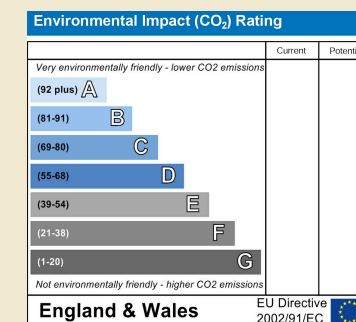 Environmental Impact (CO₂) Rating
Current
Very environmentally friendly - lower CO2 emissions
(92 plus) A
(81-91) B
(69-80) C
(55-68) D
(39-54) E
(21-38) F
(1-20) G
Not environmentally friendly - higher CO2 emissions
England & Wales
EU Directive
2002/91/EC